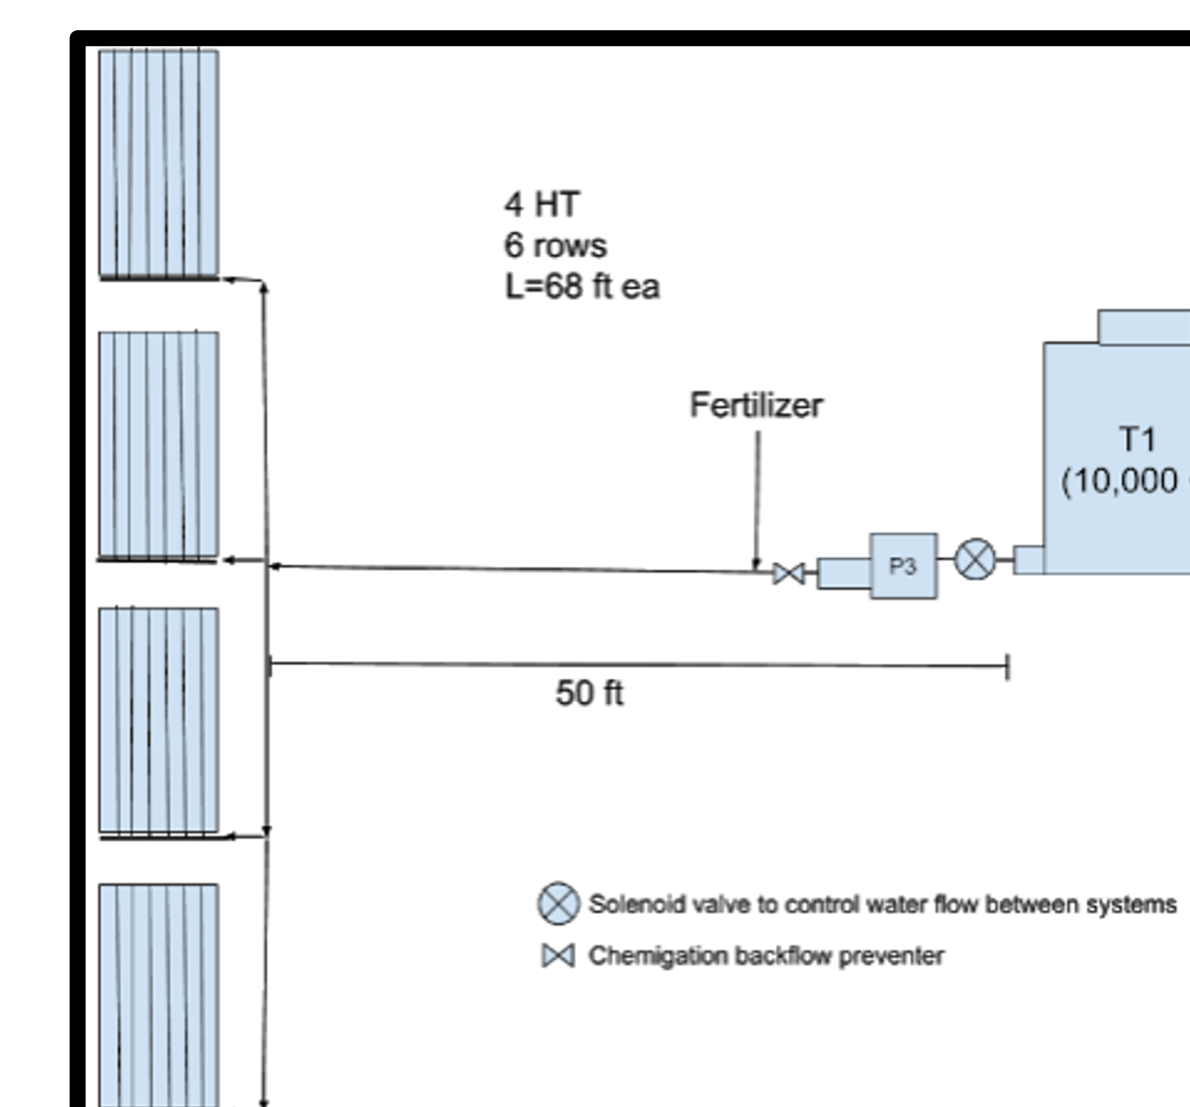 4 HT
6 rows
L=68 ft ea
Fertilizer
T1
(10,000
P3
50 ft
Solenoid valve to control water flow between systems
Chemigation backflow preventer